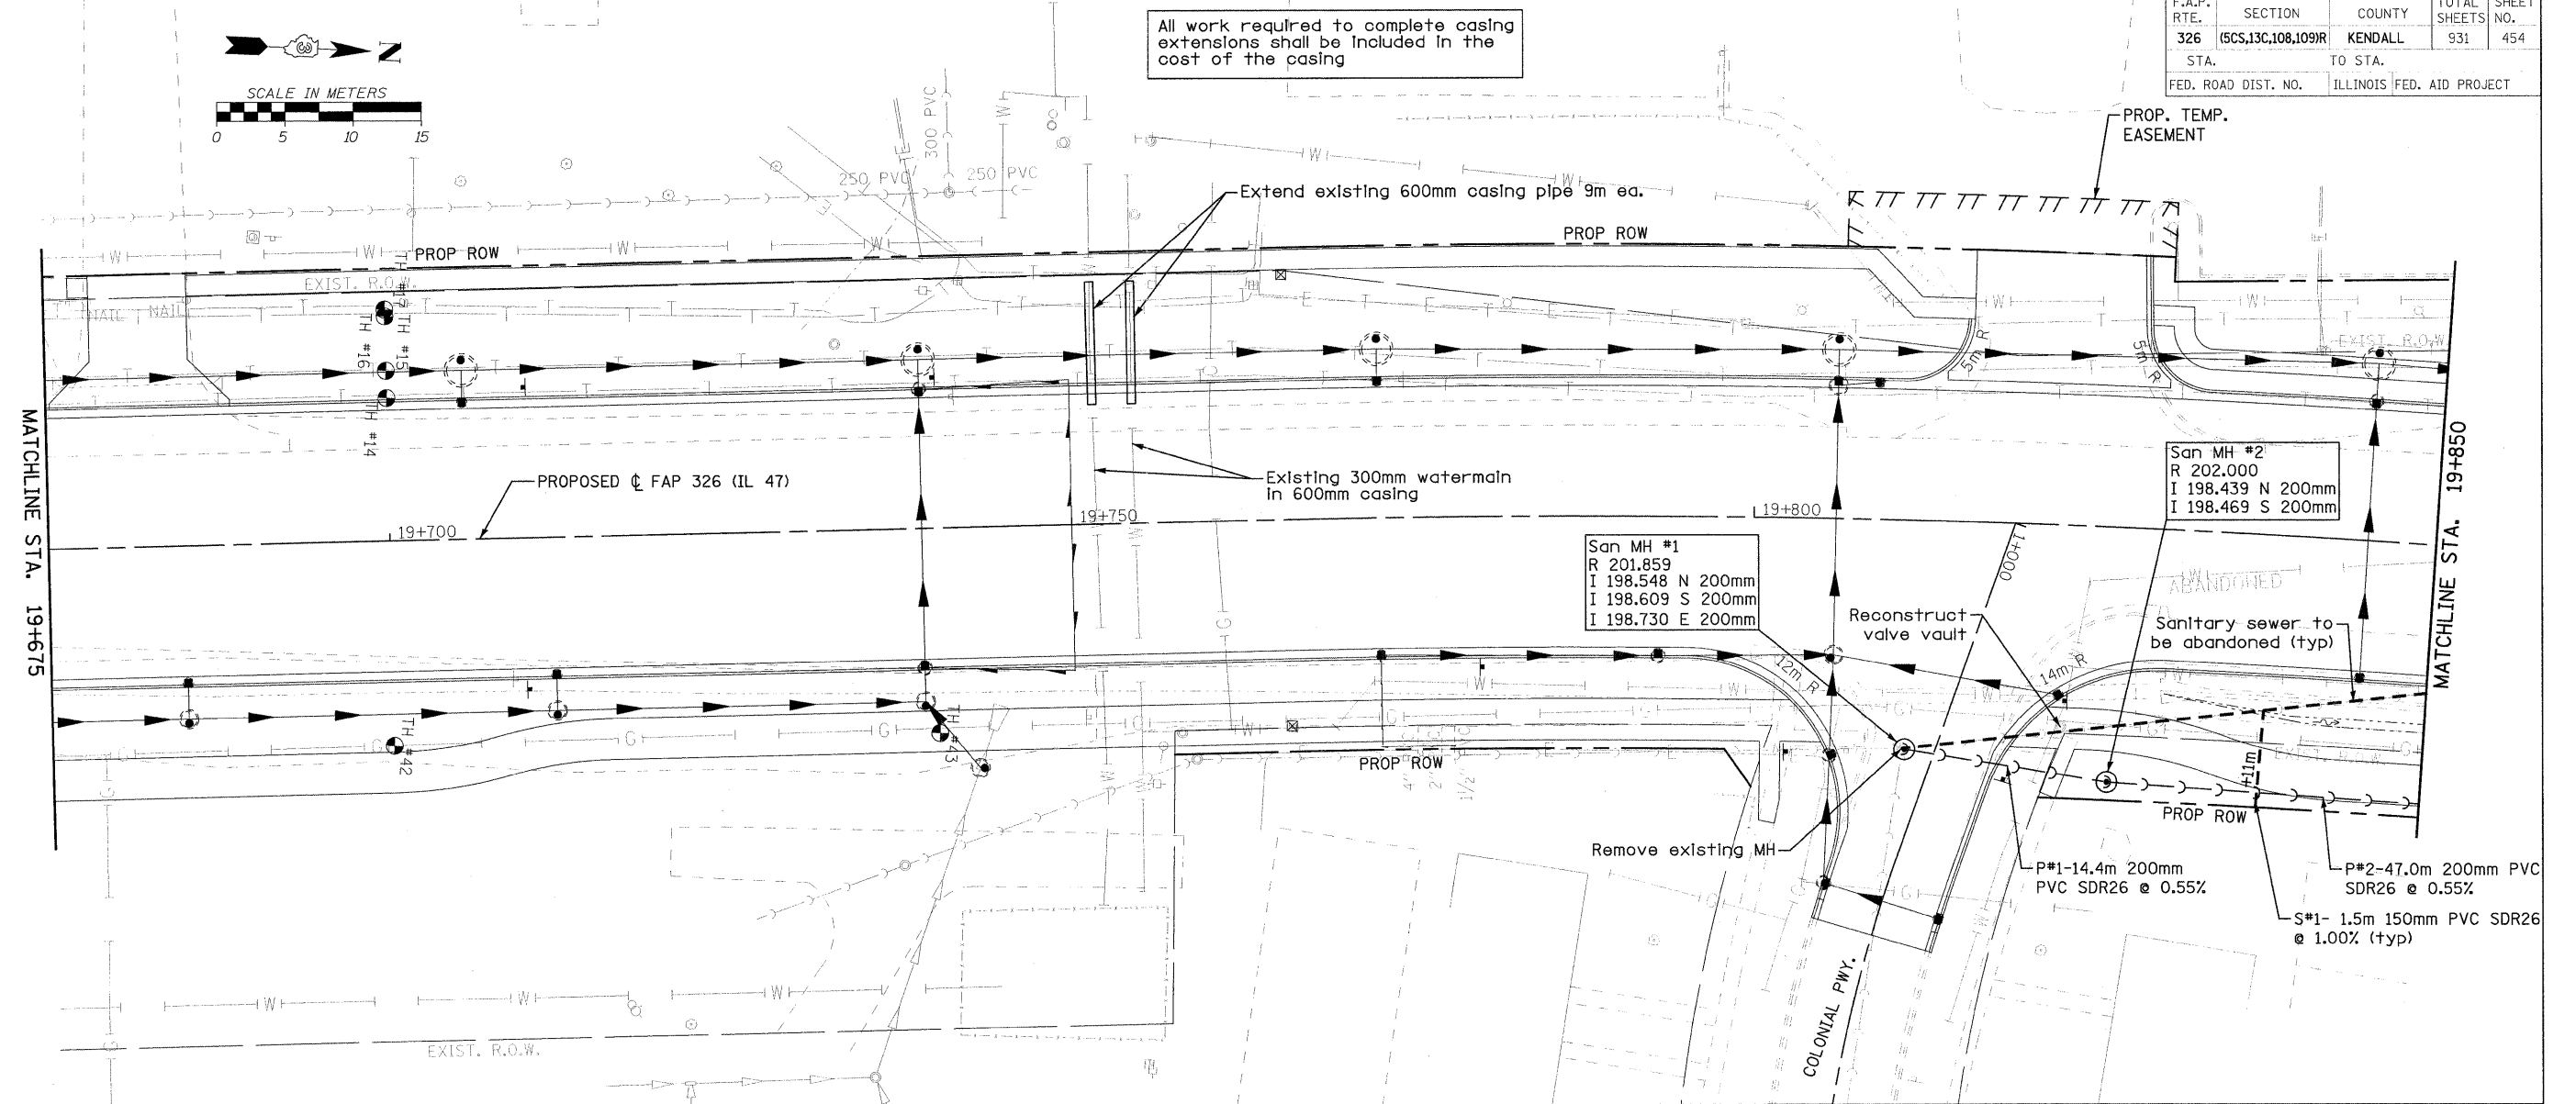 All work required to complete casing
extensions shall be included in the
cost of the casing
F.A.P.
RTE.
SECTION
COUNTY
TOTAL
SHEETS
SHEET
NO.
326
(5CS,13C,108,109)R
KENDALL
931
454
STA.
TO STA.
FED. ROAD DIST. NO.
ILLINOIS
FED. AID PROJECT
N
SCALE IN METERS
0 5 10 15
PROP. TEMP.
EASEMENT
300 PVC
250 PVC
250 PVC
Extend existing 600mm casing pipe 9m ea.
PROP ROW
PROP ROW
EXIST. R.O.W.
NAIL
NAIL
TH #17
TH #16
TH #15
TH #14
5m R
5m R
EXIST. R.O.W.
MATCHLINE STA. 19+675
MATCHLINE STA. 19+850
PROPOSED ℄ FAP 326 (IL 47)
Existing 300mm watermain
in 600mm casing
19+700
19+750
19+800
1+000
San MH #2
R 202.000
I 198.439 N 200mm
I 198.469 S 200mm
San MH #1
R 201.859
I 198.548 N 200mm
I 198.609 S 200mm
I 198.730 E 200mm
Reconstruct
valve vault
ABANDONED
Sanitary sewer to
be abandoned (typ)
12m R
14m R
TH #42
TH #43
PROP ROW
4"
2"
1 1/2"
+11m
PROP ROW
Remove existing MH
P#1-14.4m 200mm
PVC SDR26 @ 0.55%
P#2-47.0m 200mm PVC
SDR26 @ 0.55%
S#1- 1.5m 150mm PVC SDR26
@ 1.00% (typ)
COLONIAL PWY.
EXIST. R.O.W.